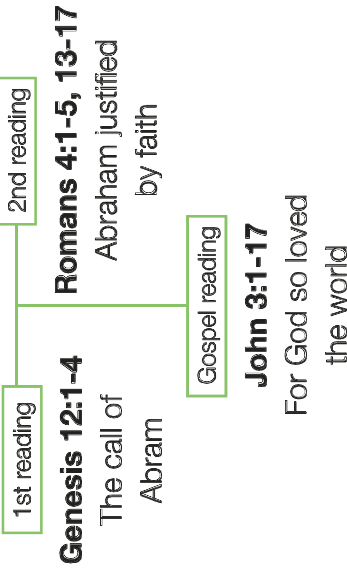 1st reading
Genesis 12:1-4
The call of
Abram
2nd reading
Romans 4:1-5, 13-17
Abraham justified
by faith
Gospel reading
John 3:1-17
For God so loved
the world